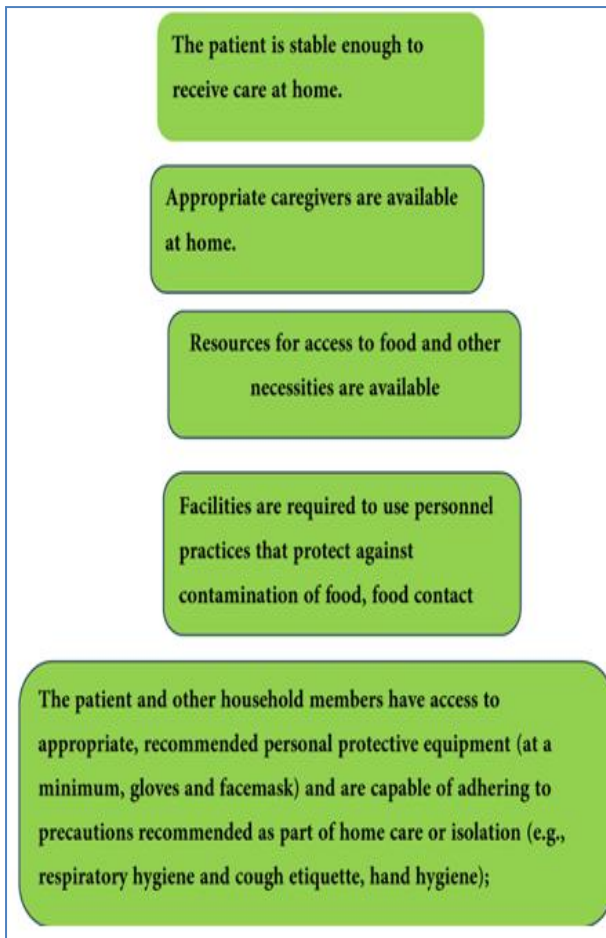 The patient is stable enough to
receive care at home.
Appropriate caregivers are available
at home.
Resources for access to food and other
necessities are available
Facilities are required to use personnel
practices that protect against
contamination of food, food contact
The patient and other household members have access to
appropriate, recommended personal protective equipment (at a
minimum, gloves and facemask) and are capable of adhering to
precautions recommended as part of home care or isolation (e.g.,
respiratory hygiene and cough etiquette, hand hygiene);